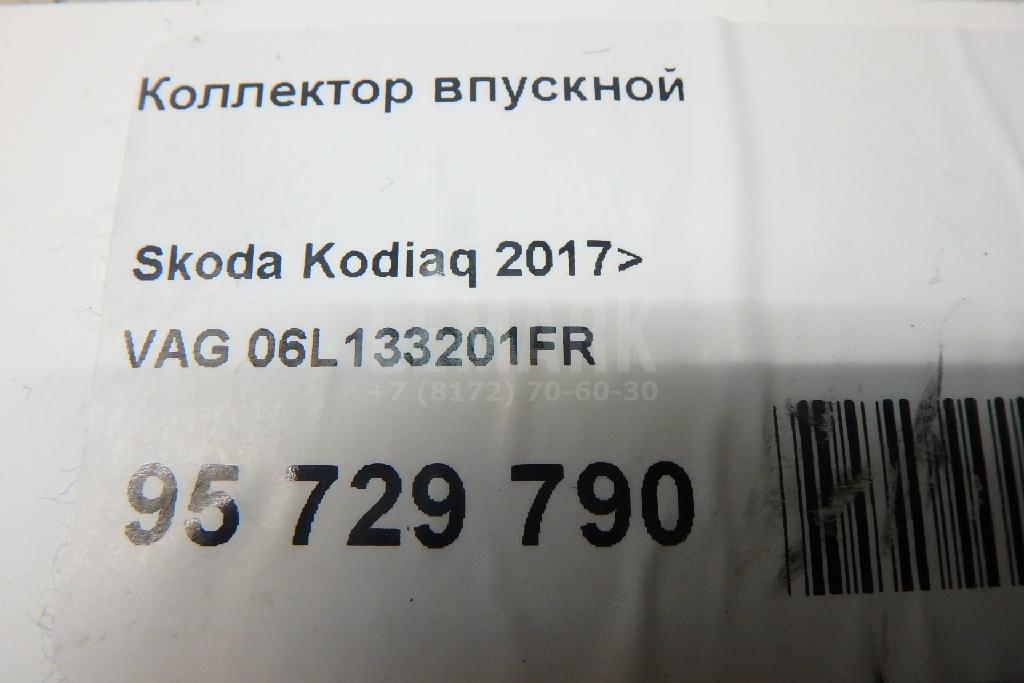 Коллектор впускной
Skoda Kodiaq 2017>
VAG 06L133201FR
+7 (8172) 70-60-30
95 729 790